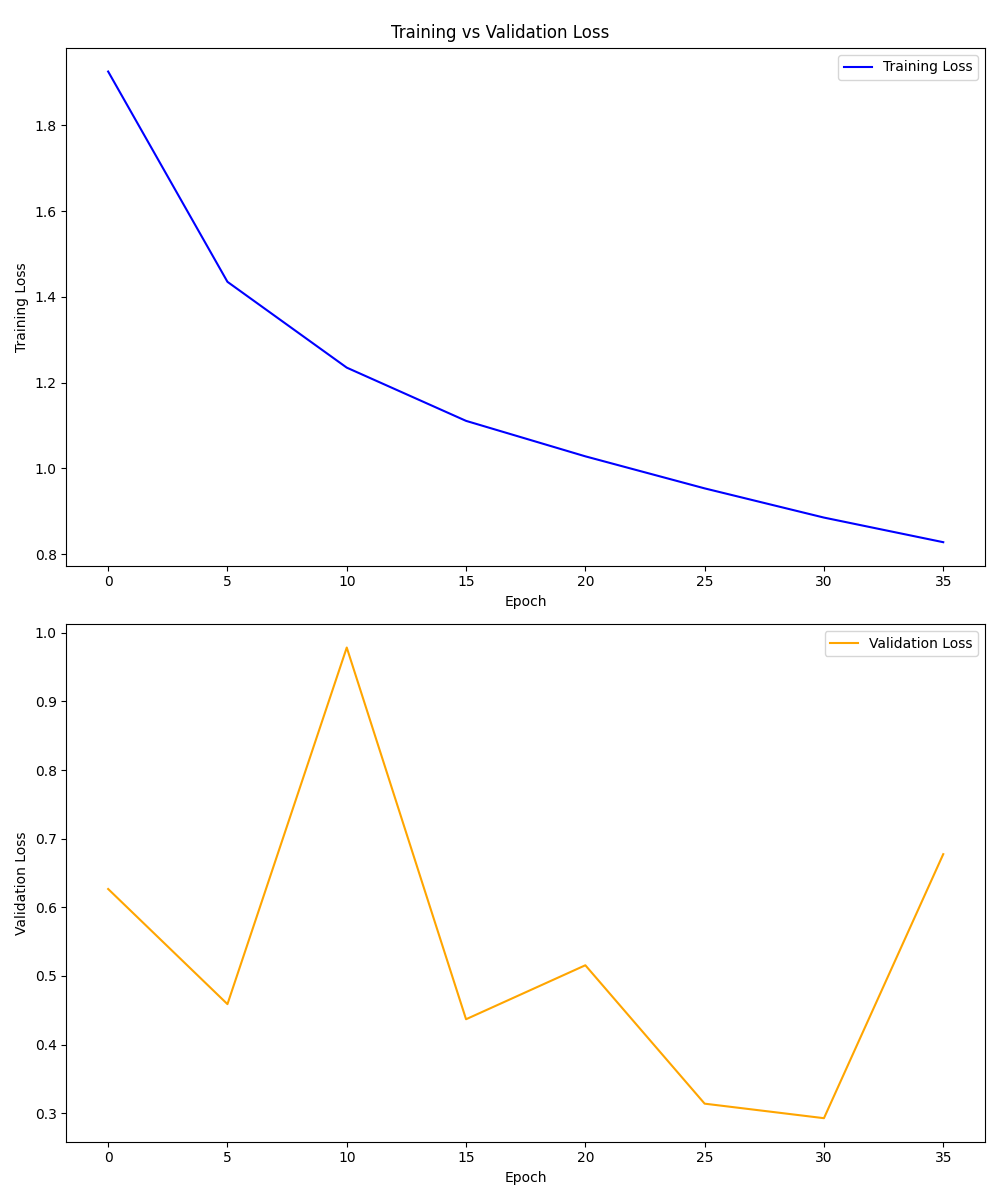 Training vs Validation Loss
Training Loss
1.8
1.6
1.4
1.2
1.0
0.8
Training Loss
0 5 10 15 20 25 30 35
Epoch
Validation Loss
1.0
0.9
0.8
0.7
0.6
0.5
0.4
0.3
Validation Loss
0 5 10 15 20 25 30 35
Epoch